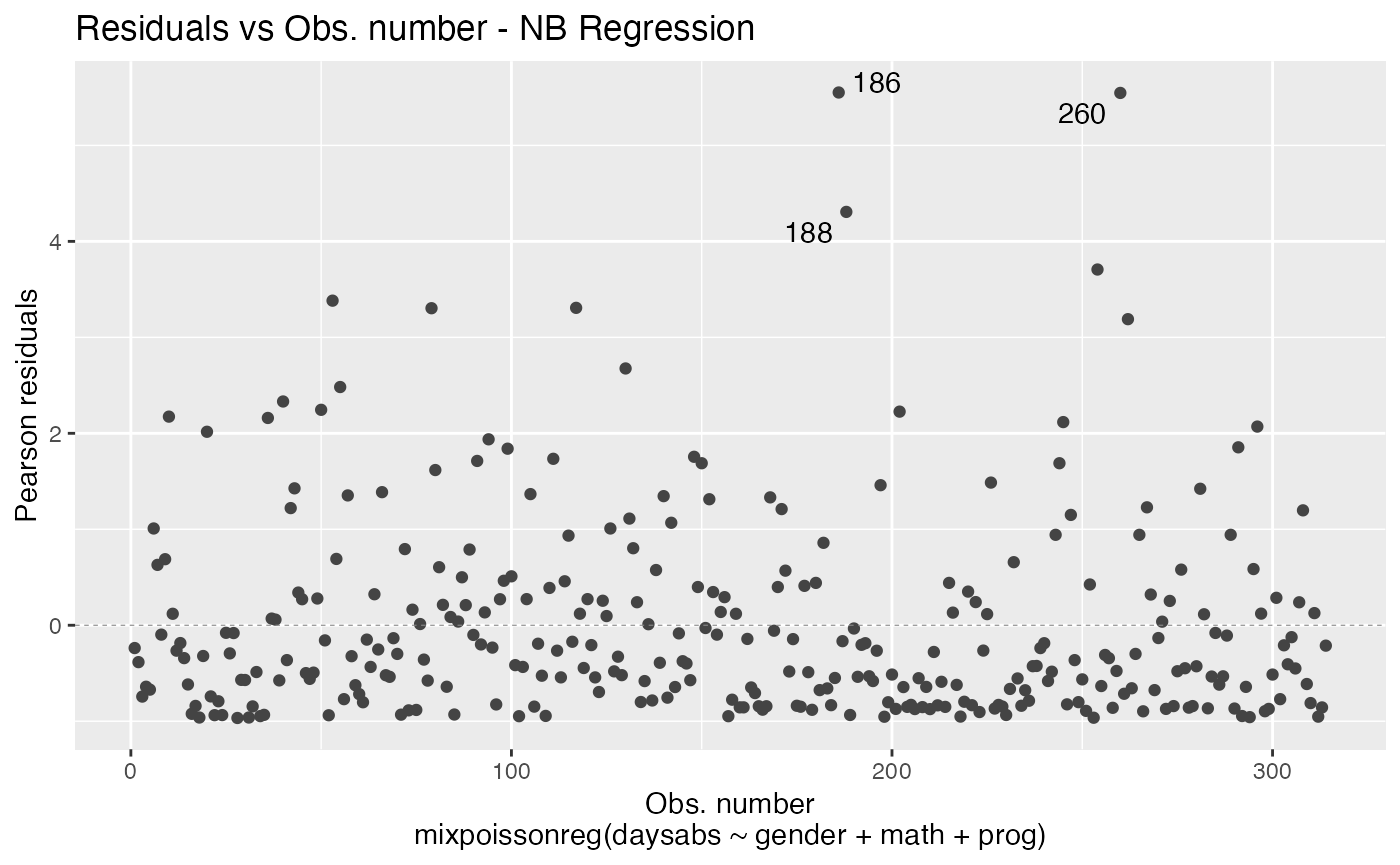 Residuals vs Obs. number - NB Regression
186
260
188
4
2
0
Pearson residuals
0 100 200 300
Obs. number
mixpoissonreg(daysabs ~ gender + math + prog)